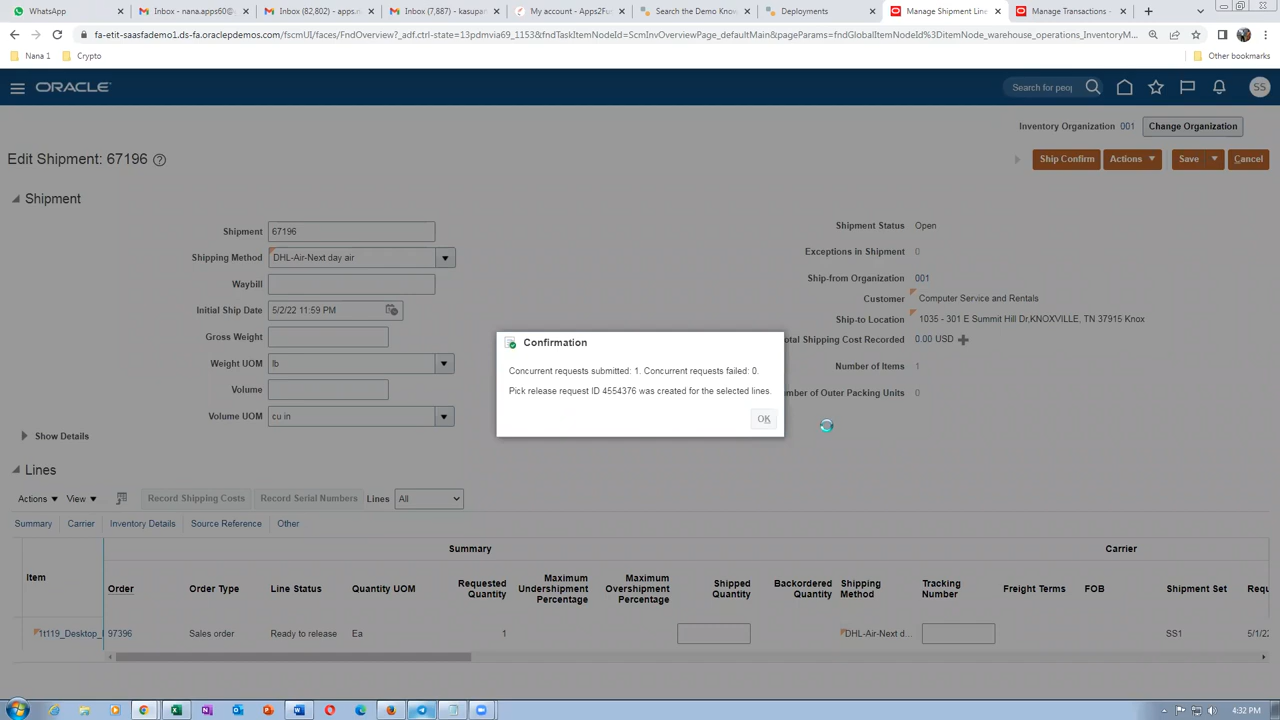 WhatsApp
Inbox - nana.apps60@
Inbox (82,802) - apps.n
Inbox (7,887) - kasupan
My account - Apps2Fu
Search the Demo Know
Deployments
Manage Shipment Line
Manage Transactions -
fa-etit-saasfademo1.ds-fa.oraclepdemos.com/fscmUI/faces/FndOverview?_adf.ctrl-state=13pdmvia69_1153&fndTaskItemNodeId=ScmInvOverviewPage_defaultMain&pageParams=fndGlobalItemNodeId%3DitemNode_warehouse_operations_InventoryM...
Nana 1
Crypto
Other bookmarks
ORACLE
Search for peop
SS
Inventory Organization 001 Change Organization
Edit Shipment: 67196
Ship Confirm Actions Save Cancel
Shipment
Shipment 67196
Shipping Method DHL-Air-Next day air
Waybill
Initial Ship Date 5/2/22 11:59 PM
Gross Weight
Weight UOM lb
Volume
Volume UOM cu in
Show Details
Shipment Status Open
Exceptions in Shipment 0
Ship-from Organization 001
Customer Computer Service and Rentals
Ship-to Location 1035 - 301 E Summit Hill Dr,KNOXVILLE, TN 37915 Knox
otal Shipping Cost Recorded 0.00 USD
Number of Items 1
mber of Outer Packing Units 0
Confirmation
Concurrent requests submitted: 1. Concurrent requests failed: 0.
Pick release request ID 4554376 was created for the selected lines.
OK
Lines
Actions View Record Shipping Costs Record Serial Numbers Lines All
Summary Carrier Inventory Details Source Reference Other
Summary Carrier
Item Order Order Type Line Status Quantity UOM Requested Quantity Maximum Undershipment Percentage Maximum Overshipment Percentage Shipped Quantity Backordered Quantity Shipping Method Tracking Number Freight Terms FOB Shipment Set Requ
1t119_Desktop_ 97396 Sales order Ready to release Ea 1 DHL-Air-Next d... SS1 5/1/22
4:32 PM